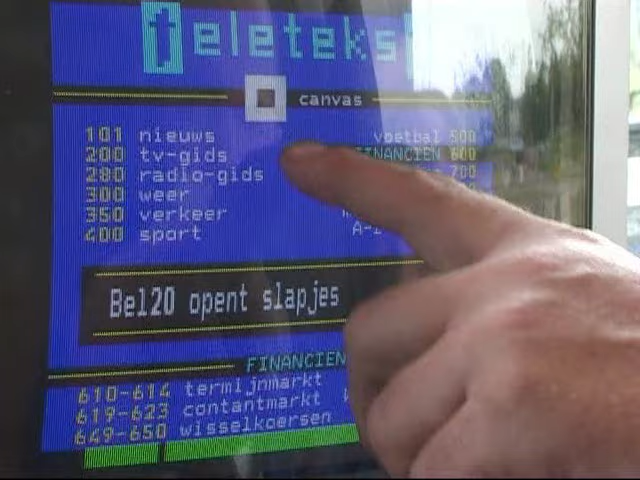 teleteks
canvas
101 nieuws voetbal 500
200 tv-gids FINANCIEN 600
280 radio-gids 700
300 weer
350 verkeer
400 sport
Bel20 opent slapjes
FINANCIEN
610-614 termijnmarkt
619-623 contantmarkt
649-650 wisselkoersen